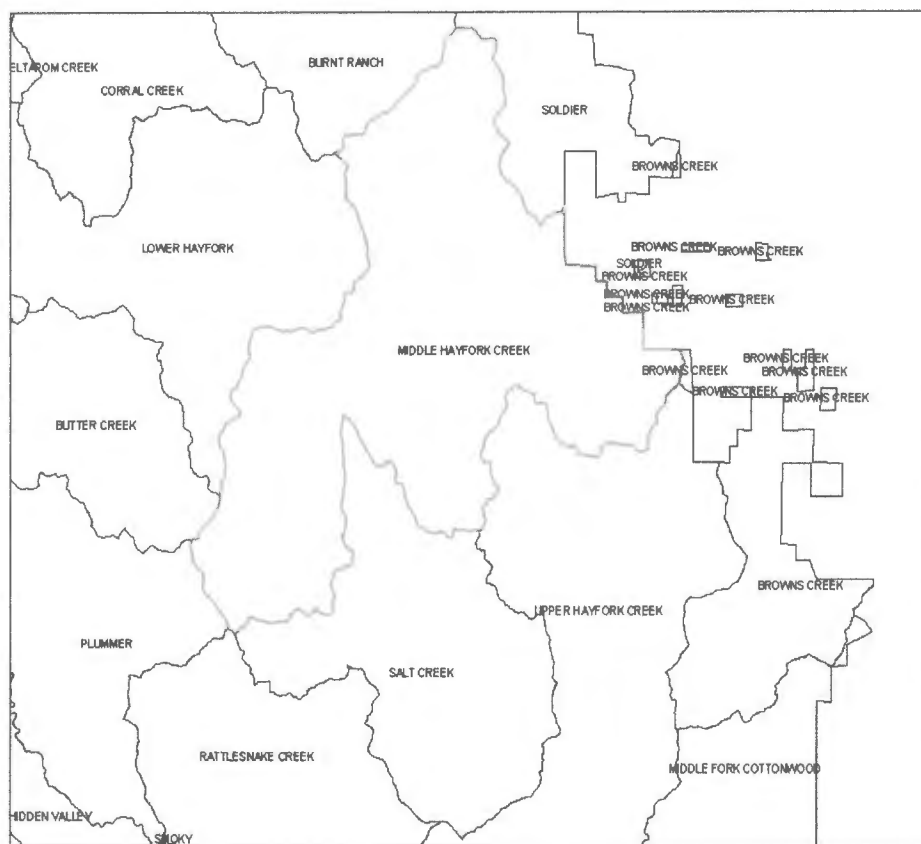 BURNT RANCH
ELTAROM CREEK
CORRAL CREEK
SOLDIER
BROWNS CREEK
LOWER HAYFORK
BROWNS CREEK
BROWNS CREEK
SOLDIER
BROWNS CREEK
BROWNS CREEK
BROWNS CREEK
BROWNS CREEK
MIDDLE HAYFORK CREEK
BROWNS CREEK
BROWNS CREEK
BROWNS CREEK
BROWNS CREEK
BROWNS CREEK
BUTTER CREEK
BROWNS CREEK
UPPER HAYFORK CREEK
PLUMMER
SALT CREEK
RATTLESNAKE CREEK
MIDDLE FORK COTTONWOOD
HIDDEN VALLEY
SMOKY